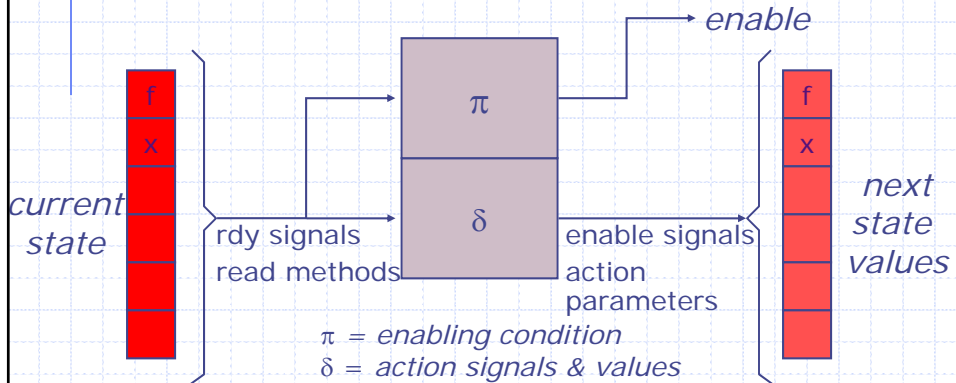 enable
f
x
current
state
rdy signals
read methods
π
δ
enable signals
action
parameters
f
x
next
state
values
π = enabling condition
δ = action signals & values